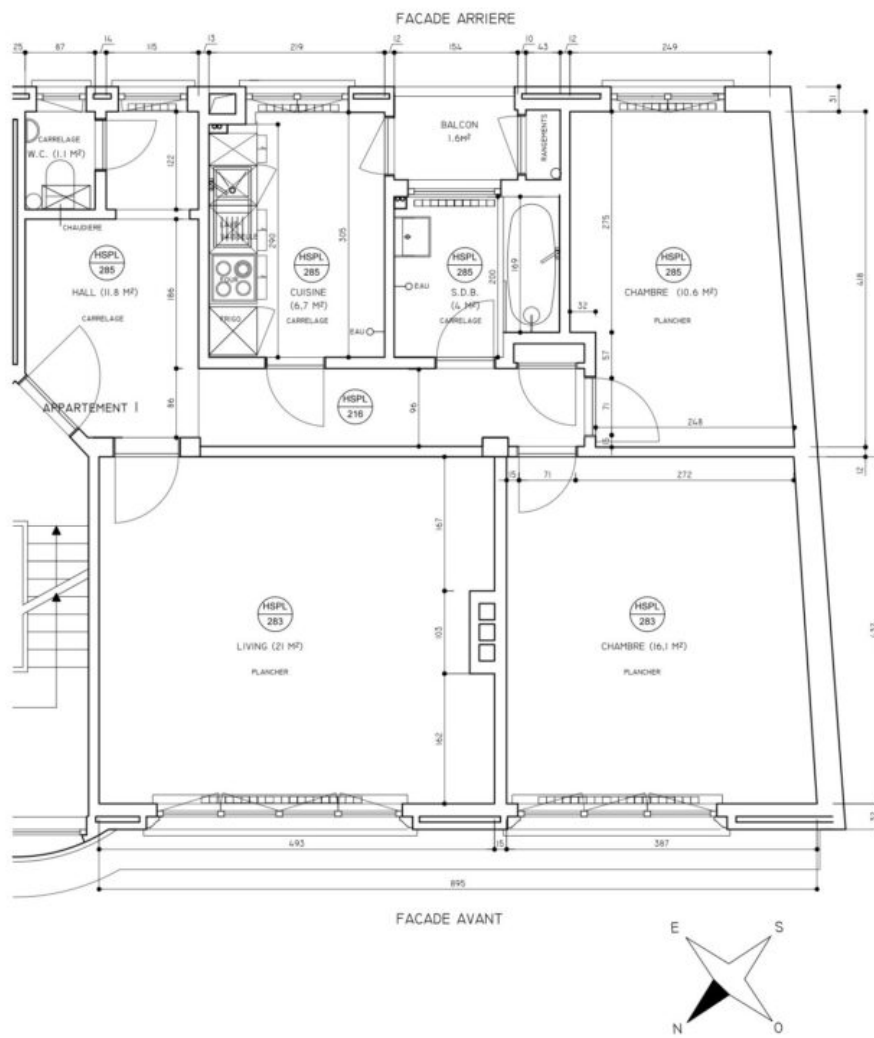 FACADE ARRIERE
25
87
14
115
13
219
12
154
10
43
12
249
31
CARRELAGE
W.C. (1.1 M²)
122
BALCON
1.6M²
RANGEMENTS
CHAUDIERE
275
418
HSPL
285
HALL (11.8 M²)
CARRELAGE
186
290
305
HSPL
285
CUISINE
(6,7 M²)
CARRELAGE
FOUR
FRIGO
EAU
EAU
HSPL
285
S.D.B.
(4 M²)
CARRELAGE
200
169
32
HSPL
285
CHAMBRE (10.6 M²)
PLANCHER
57
APPARTEMENT 1
86
HSPL
216
96
71
15
248
12
15
71
272
167
HSPL
283
LIVING (21 M²)
PLANCHER
103
162
HSPL
283
CHAMBRE (16,1 M²)
PLANCHER
493
15
387
895
FACADE AVANT
E
S
N
O